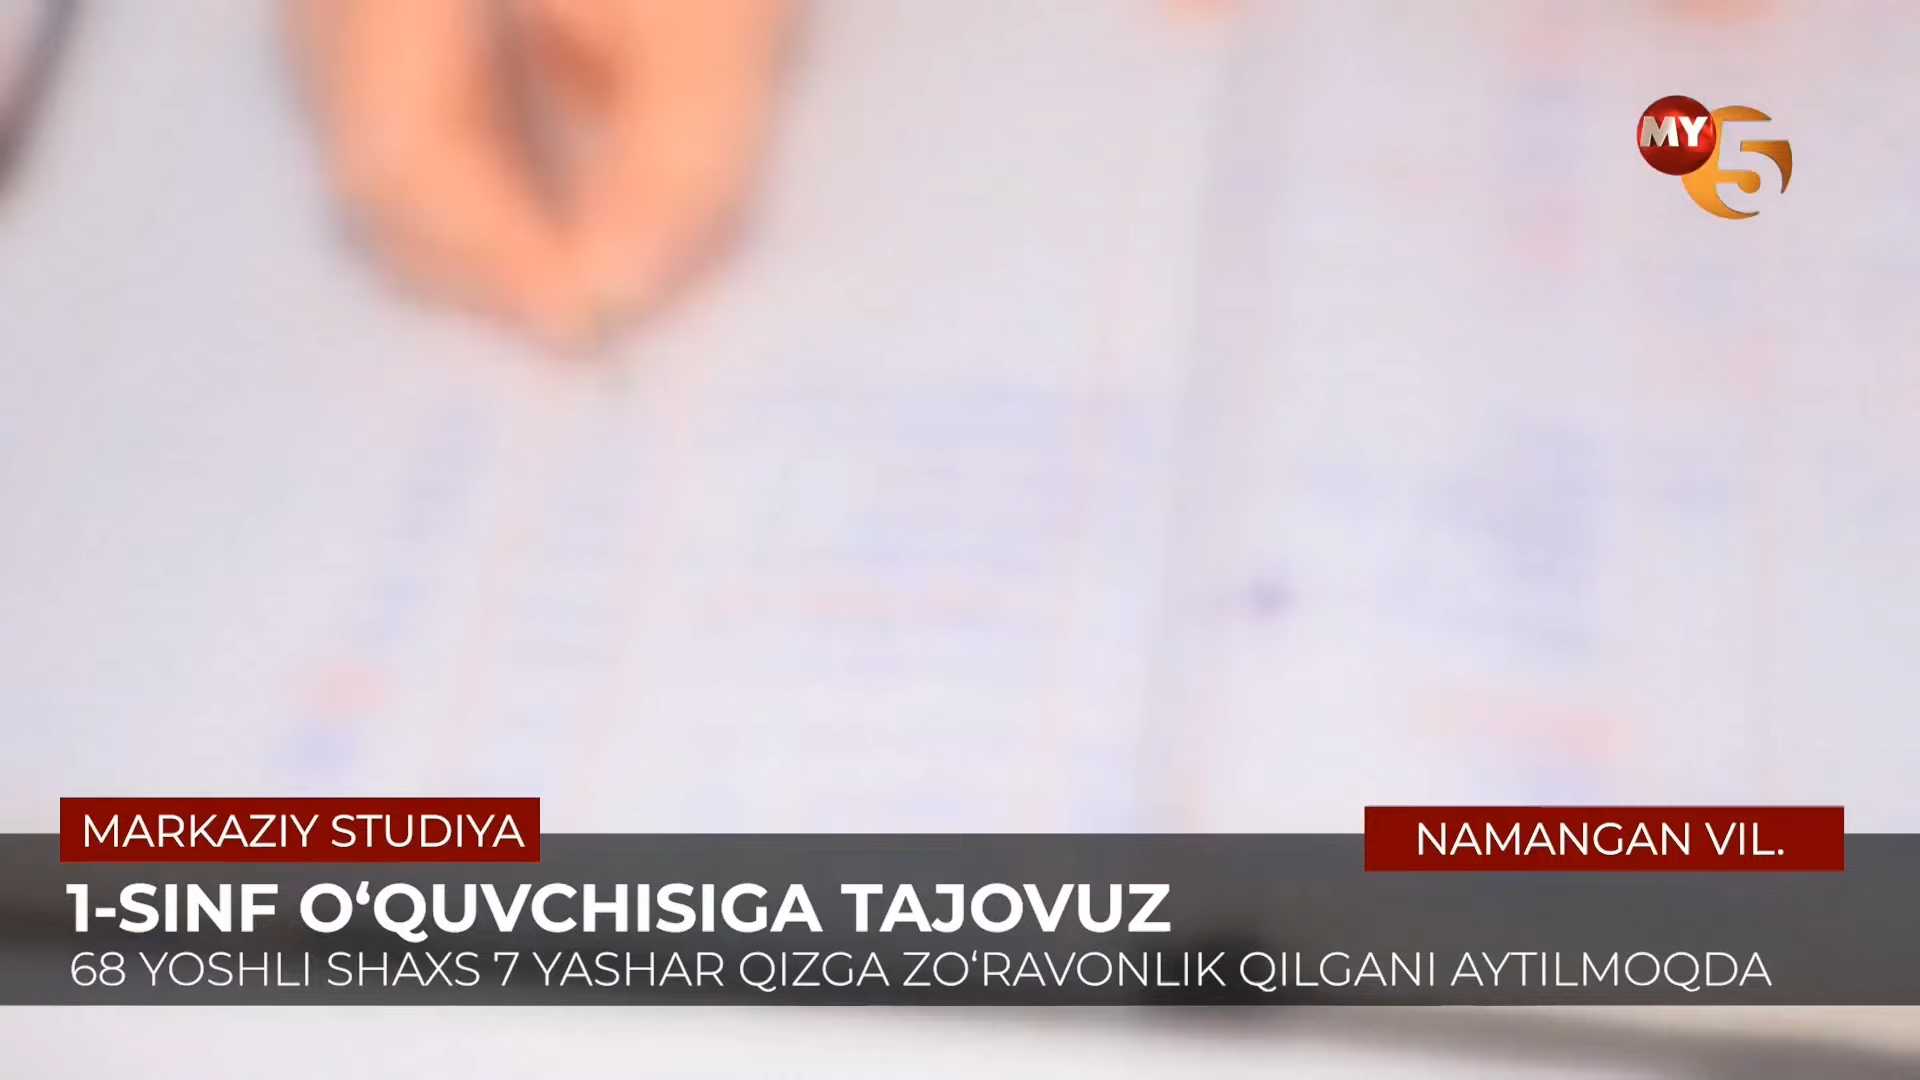 MY 5
MARKAZIY STUDIYA
NAMANGAN VIL.
1-SINF O‘QUVCHISIGA TAJOVUZ
68 YOSHLI SHAXS 7 YASHAR QIZGA ZO‘RAVONLIK QILGANI AYTILMOQDA